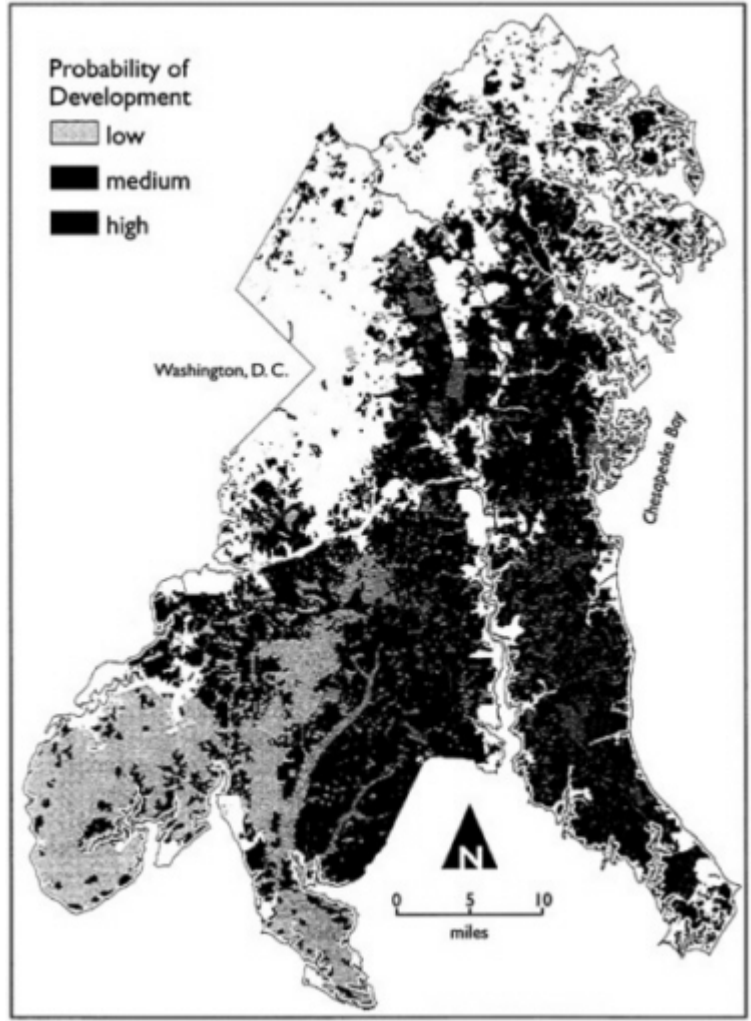 Probability of
Development
low
medium
high
Washington, D. C.
Chesapeake Bay
N
0 5 10
miles